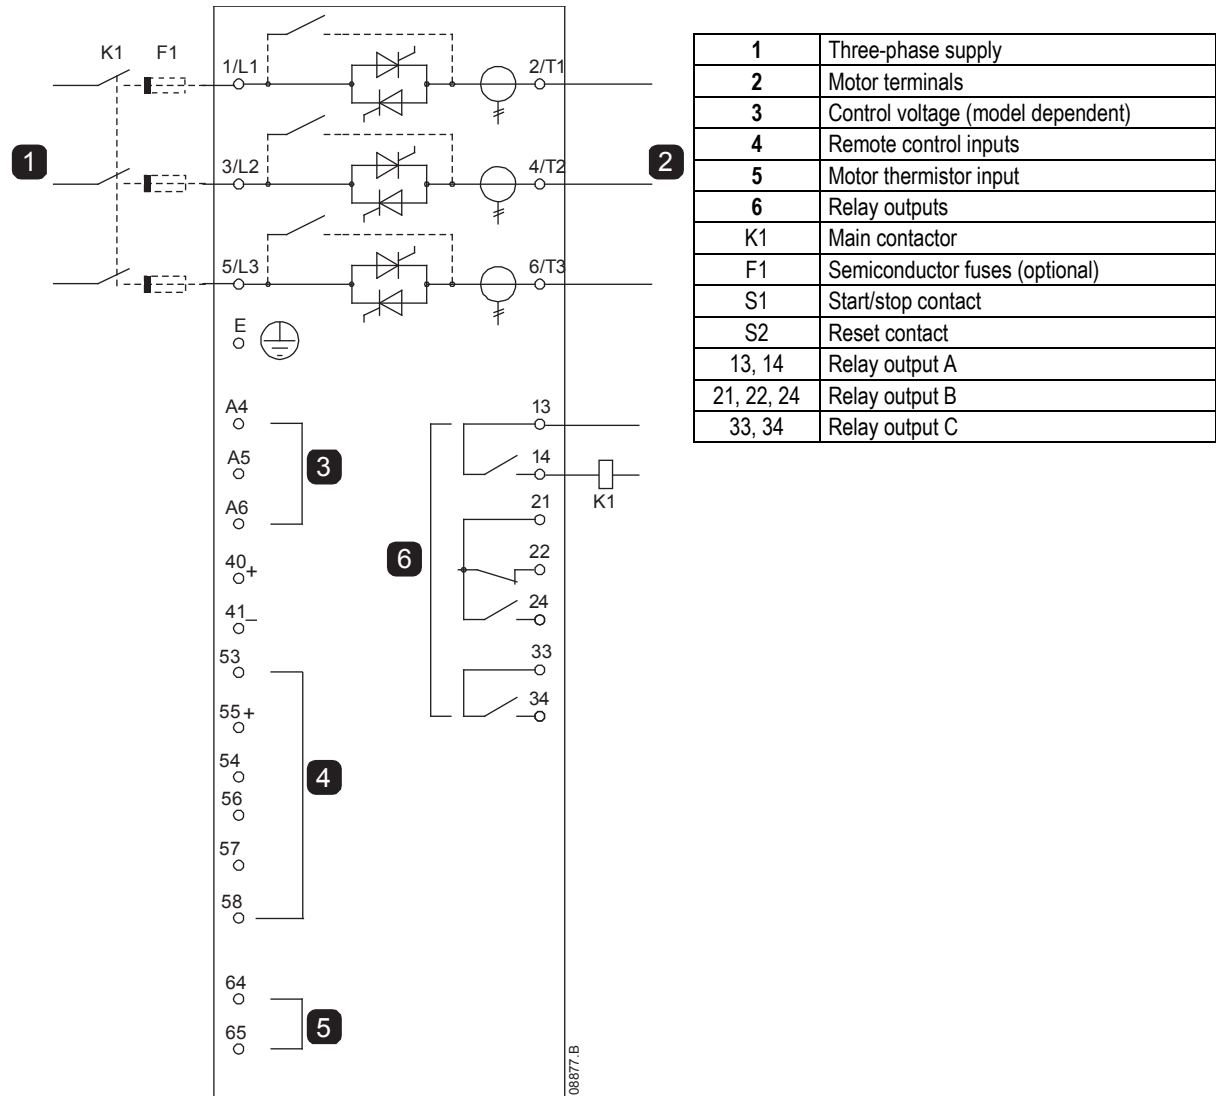 K1 F1
1/L1 2/T1
1
3/L2 4/T2
2
5/L3 6/T3
E
A4 13
A5 14
3
A6 K1
21
40+ 22
6
41– 24
53 33
55+ 34
54
4
56
57
58
64
5
65
08877.B
1 Three-phase supply
2 Motor terminals
3 Control voltage (model dependent)
4 Remote control inputs
5 Motor thermistor input
6 Relay outputs
K1 Main contactor
F1 Semiconductor fuses (optional)
S1 Start/stop contact
S2 Reset contact
13, 14 Relay output A
21, 22, 24 Relay output B
33, 34 Relay output C